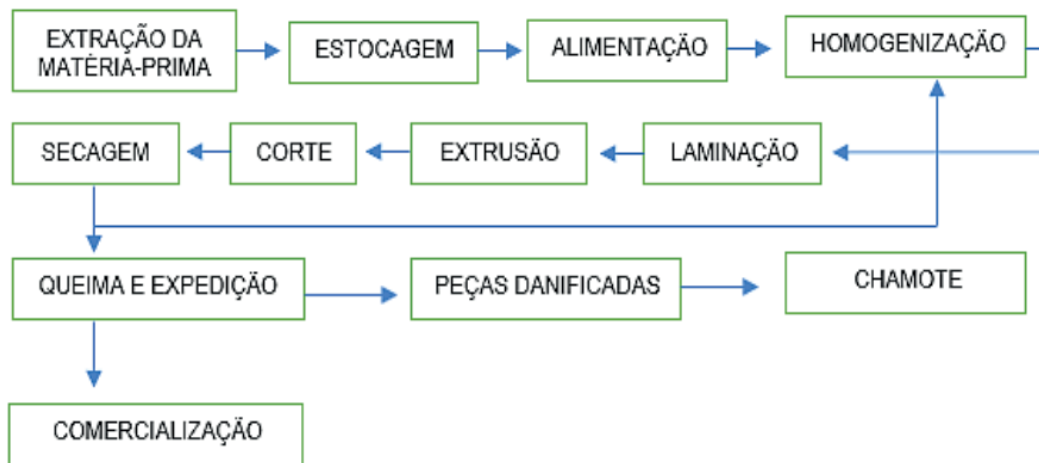 EXTRAÇÃO DA
MATÉRIA-PRIMA
ESTOCAGEM
ALIMENTAÇÃO
HOMOGENIZAÇÃO
SECAGEM
CORTE
EXTRUSÃO
LAMINAÇÃO
QUEIMA E EXPEDIÇÃO
PEÇAS DANIFICADAS
CHAMOTE
COMERCIALIZAÇÃO